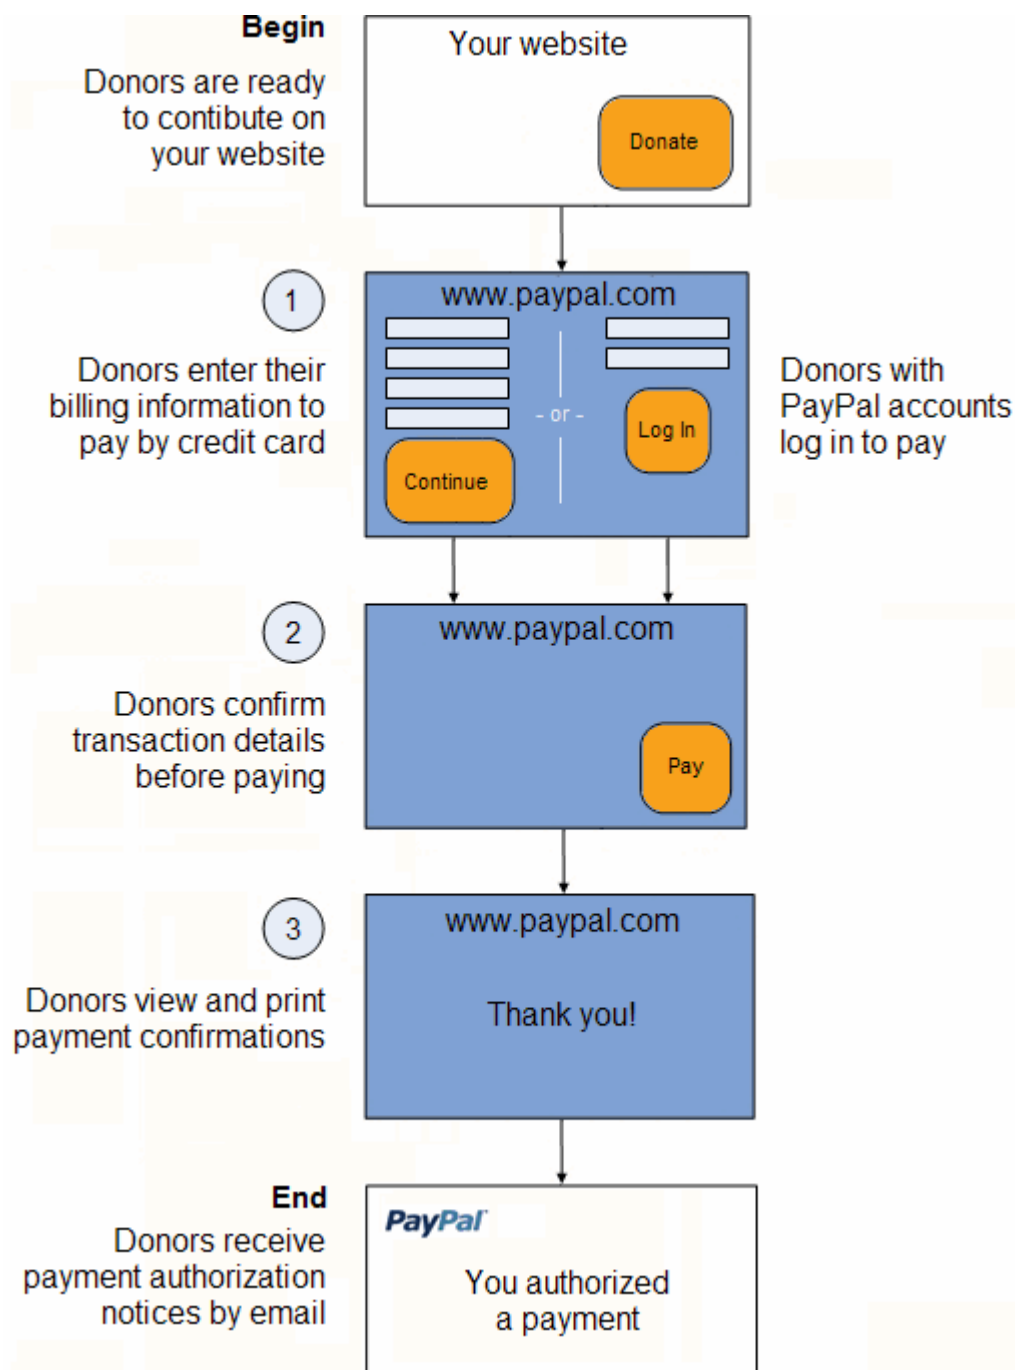 Begin
Donors are ready
to contibute on
your website
Your website
Donate
1
Donors enter their
billing information to
pay by credit card
www.paypal.com
- or -
Continue
Log In
Donors with
PayPal accounts
log in to pay
2
Donors confirm
transaction details
before paying
www.paypal.com
Pay
3
Donors view and print
payment confirmations
www.paypal.com
Thank you!
End
Donors receive
payment authorization
notices by email
PayPal
You authorized
a payment